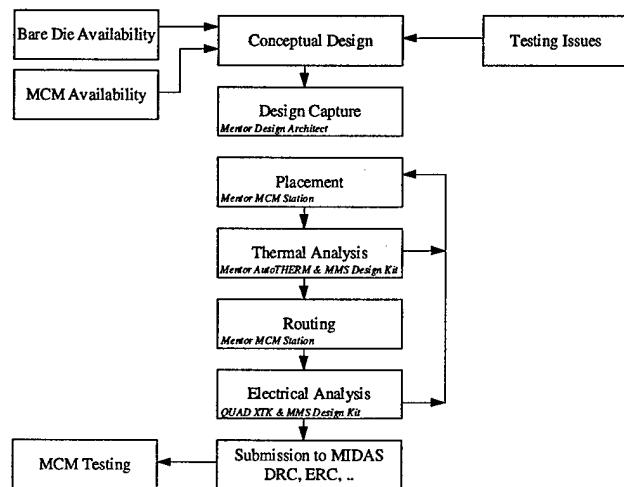 Bare Die Availability
Conceptual Design
Testing Issues
MCM Availability
Design Capture
Mentor Design Architect
Placement
Mentor MCM Station
Thermal Analysis
Mentor AutoTHERM & MMS Design Kit
Routing
Mentor MCM Station
Electrical Analysis
QUAD XTK & MMS Design Kit
MCM Testing
Submission to MIDAS
DRC, ERC, ..